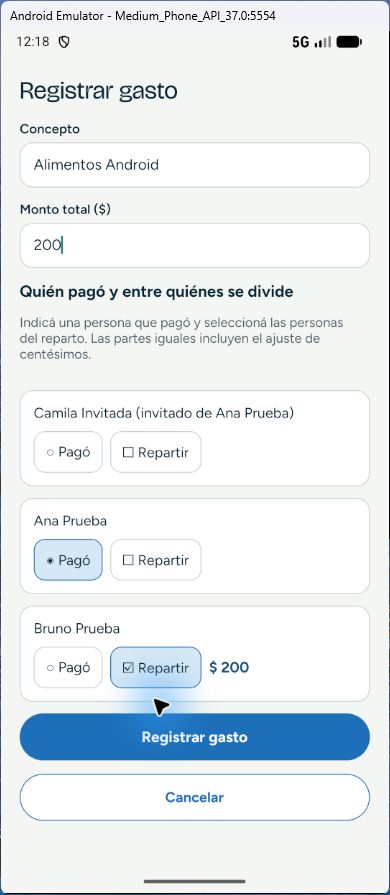 Android Emulator - Medium_Phone_API_37.0:5554
12:18
5G
Registrar gasto
Concepto
Alimentos Android
Monto total ($)
200
Quién pagó y entre quiénes se divide
Indicá una persona que pagó y seleccioná las personas
del reparto. Las partes iguales incluyen el ajuste de
centésimos.
Camila Invitada (invitado de Ana Prueba)
○ Pagó ☐ Repartir
Ana Prueba
◉ Pagó ☐ Repartir
Bruno Prueba
○ Pagó ☑ Repartir $ 200
Registrar gasto
Cancelar